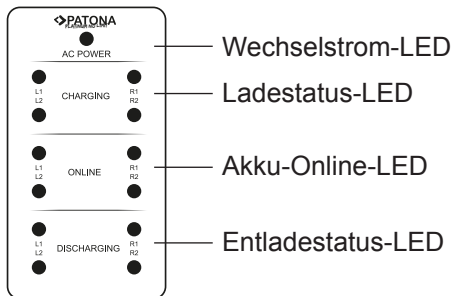 PATONA
AC POWER
Wechselstrom-LED
L1 CHARGING R1
L2 R2
Ladestatus-LED
L1 ONLINE R1
L2 R2
Akku-Online-LED
L1 DISCHARGING R1
L2 R2
Entladestatus-LED